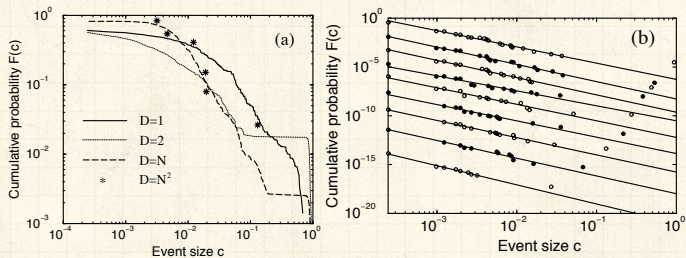 Cumulative probability F(c)
10^0
10^-1
10^-2
10^-3
(a)
D=1
D=2
D=N
* D=N^2
10^-4
10^-3
10^-2
10^-1
10^0
Event size c
Cumulative probability F(c)
10^0
10^-5
10^-10
10^-15
10^-20
(b)
10^-3
10^-2
10^-1
10^0
Event size c